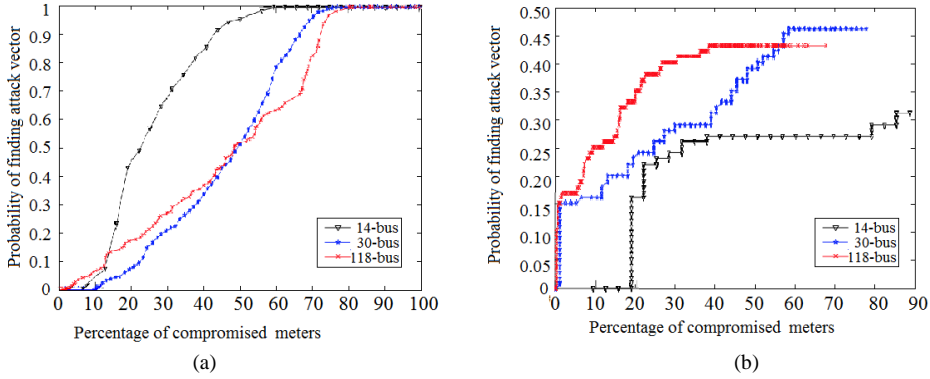 Probability of finding attack vector
1
0.9
0.8
0.7
0.6
0.5
0.4
0.3
0.2
0.1
0
0 10 20 30 40 50 60 70 80 90 100
14-bus
30-bus
118-bus
Percentage of compromised meters
(a)
Probability of finding attack vector
0.50
0.45
0.40
0.35
0.30
0.25
0.20
0.15
0.10
0.05
0
0 10 20 30 40 50 60 70 80 90
14-bus
30-bus
118-bus
Percentage of compromised meters
(b)